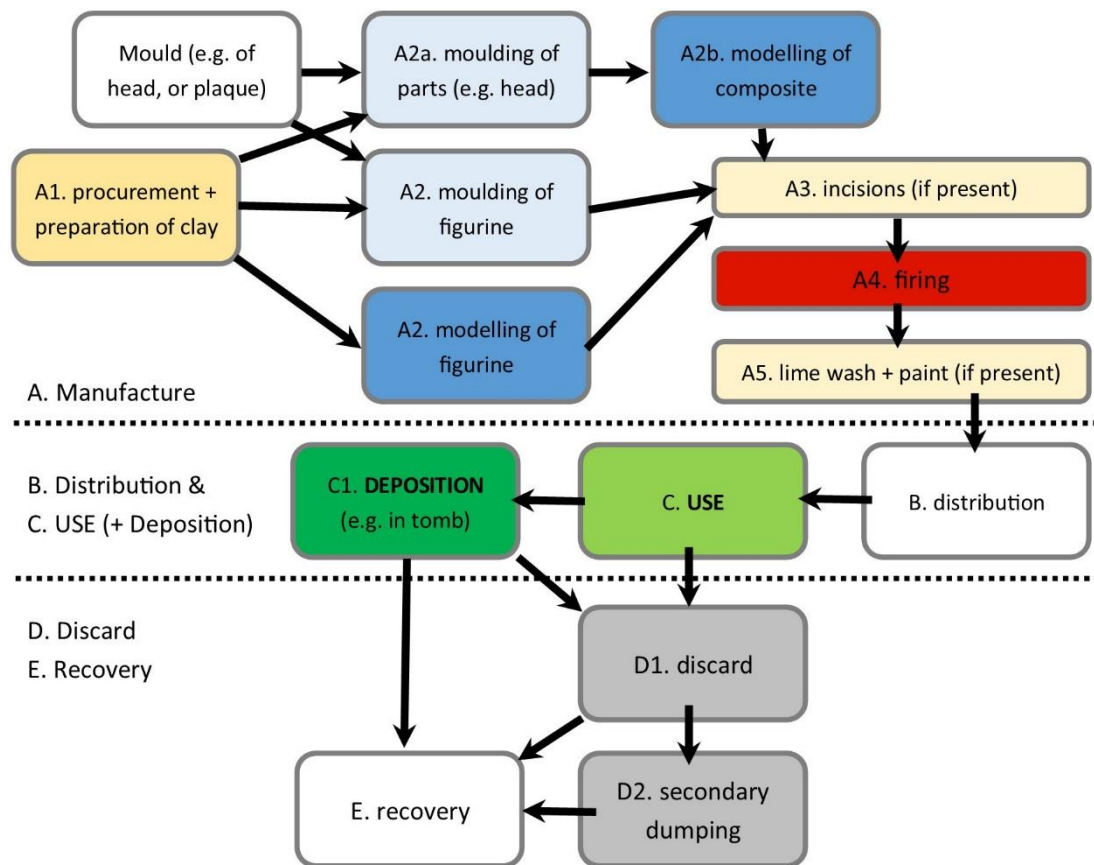 Mould (e.g. of
head, or plaque)
A2a. moulding of
parts (e.g. head)
A2b. modelling of
composite
A1. procurement +
preparation of clay
A2. moulding of
figurine
A3. incisions (if present)
A4. firing
A2. modelling of
figurine
A5. lime wash + paint (if present)
A. Manufacture
B. Distribution &
C. USE (+ Deposition)
C1. DEPOSITION
(e.g. in tomb)
C. USE
B. distribution
D. Discard
E. Recovery
D1. discard
E. recovery
D2. secondary
dumping